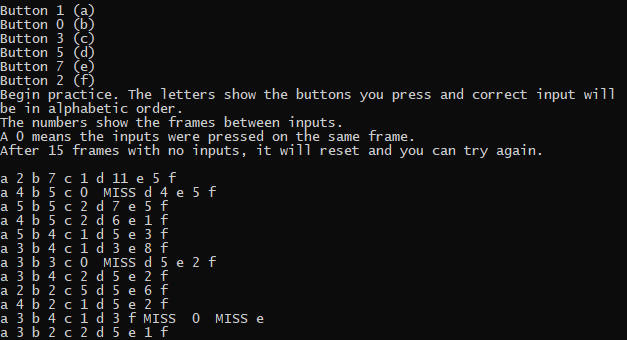 Button 1 (a)
Button 0 (b)
Button 3 (c)
Button 5 (d)
Button 7 (e)
Button 2 (f)
Begin practice. The letters show the buttons you press and correct input will
be in alphabetic order.
The numbers show the frames between inputs.
A 0 means the inputs were pressed on the same frame.
After 15 frames with no inputs, it will reset and you can try again.

a 2 b 7 c 1 d 11 e 5 f
a 4 b 5 c 0  MISS d 4 e 5 f
a 5 b 5 c 2 d 7 e 5 f
a 4 b 5 c 2 d 6 e 1 f
a 5 b 4 c 1 d 5 e 3 f
a 3 b 4 c 1 d 3 e 8 f
a 3 b 3 c 0  MISS d 5 e 2 f
a 3 b 4 c 2 d 5 e 2 f
a 2 b 2 c 5 d 5 e 6 f
a 4 b 2 c 1 d 5 e 2 f
a 3 b 4 c 1 d 3 f MISS  0  MISS e
a 3 b 2 c 2 d 5 e 1 f